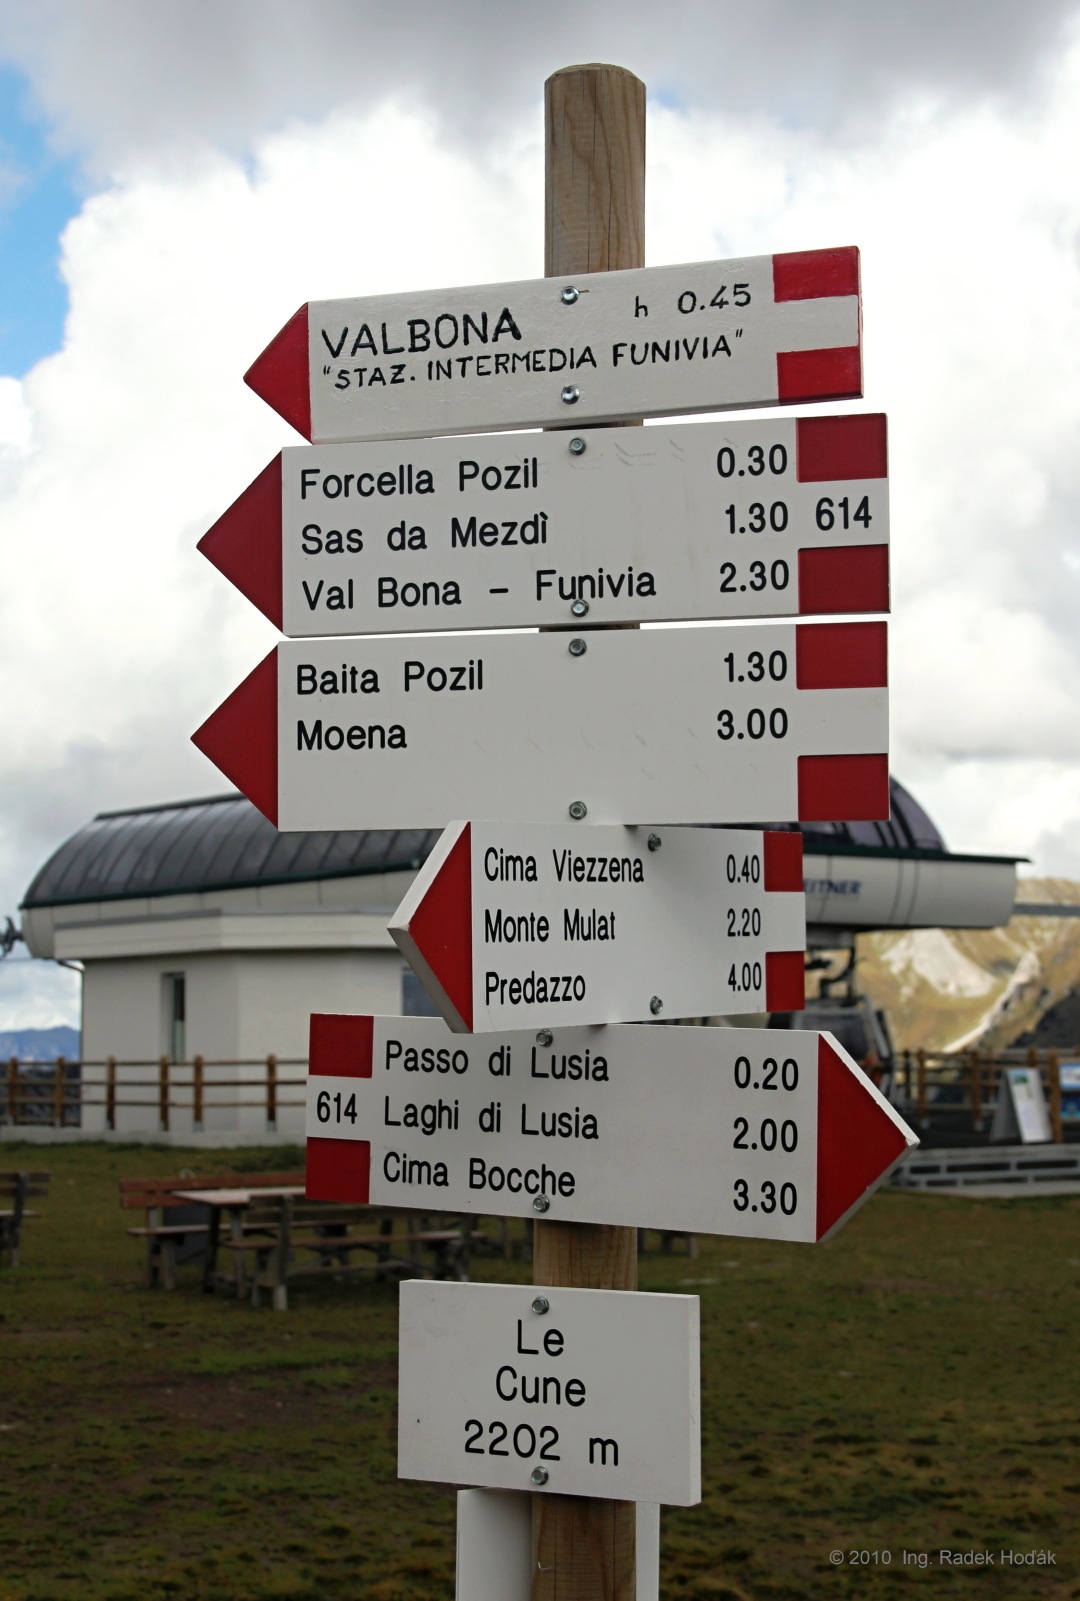 VALBONA h 0.45
"STAZ. INTERMEDIA FUNIVIA"
Forcella Pozil 0.30
Sas da Mezdì 1.30 614
Val Bona - Funivia 2.30
Baita Pozil 1.30
Moena 3.00
Cima Viezzena 0.40
Monte Mulat 2.20
Predazzo 4.00
Passo di Lusia 0.20
614 Laghi di Lusia 2.00
Cima Bocche 3.30
Le
Cune
2202 m
© 2010 Ing. Radek Hoďák